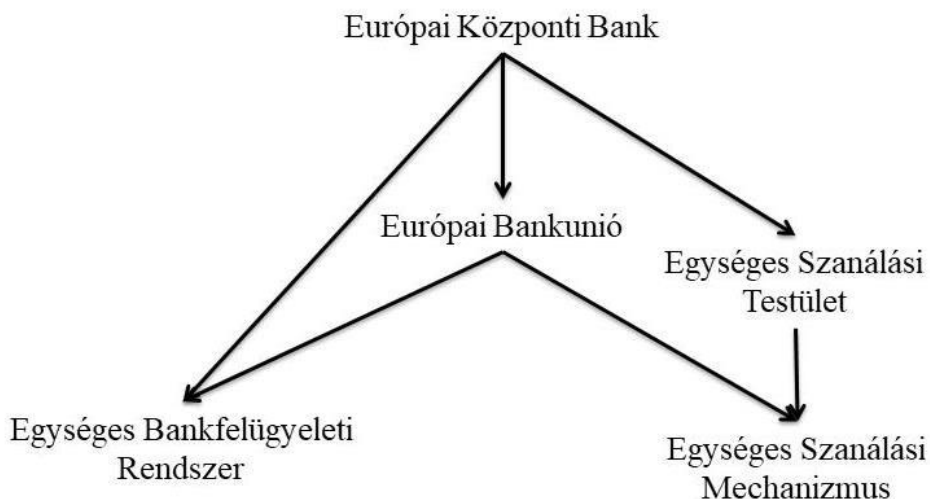 Európai Központi Bank
Európai Bankunió
Egységes Szanálási
Testület
Egységes Bankfelügyeleti
Rendszer
Egységes Szanálási
Mechanizmus